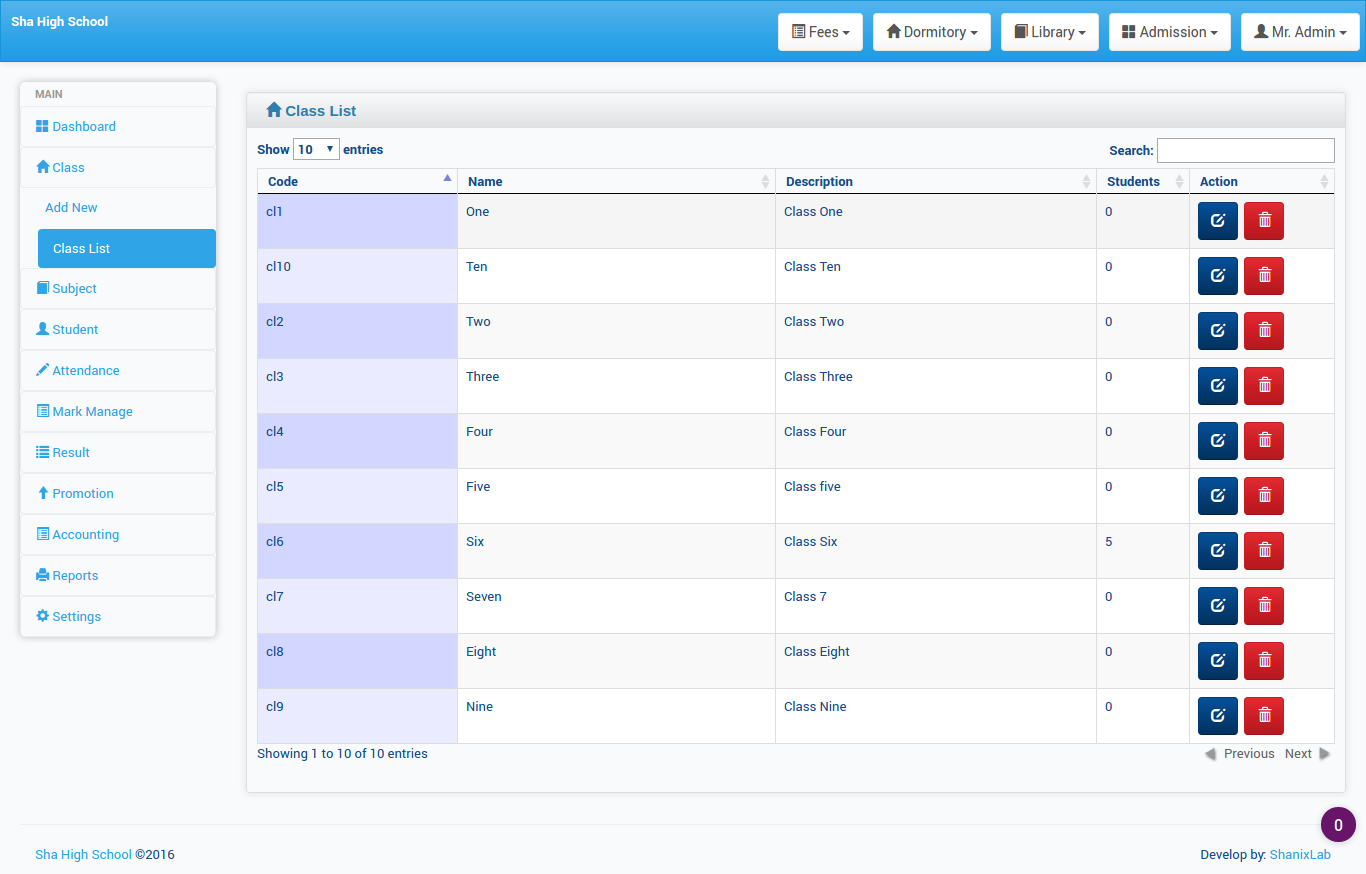 Sha High School
Fees
Dormitory
Library
Admission
Mr. Admin
MAIN
Dashboard
Class
Add New
Class List
Subject
Student
Attendance
Mark Manage
Result
Promotion
Accounting
Reports
Settings
Class List
Show 10 entries
Search:
Code Name Description Students Action
cl1 One Class One 0
cl10 Ten Class Ten 0
cl2 Two Class Two 0
cl3 Three Class Three 0
cl4 Four Class Four 0
cl5 Five Class five 0
cl6 Six Class Six 5
cl7 Seven Class 7 0
cl8 Eight Class Eight 0
cl9 Nine Class Nine 0
Showing 1 to 10 of 10 entries
Previous Next
0
Sha High School ©2016
Develop by: ShanixLab